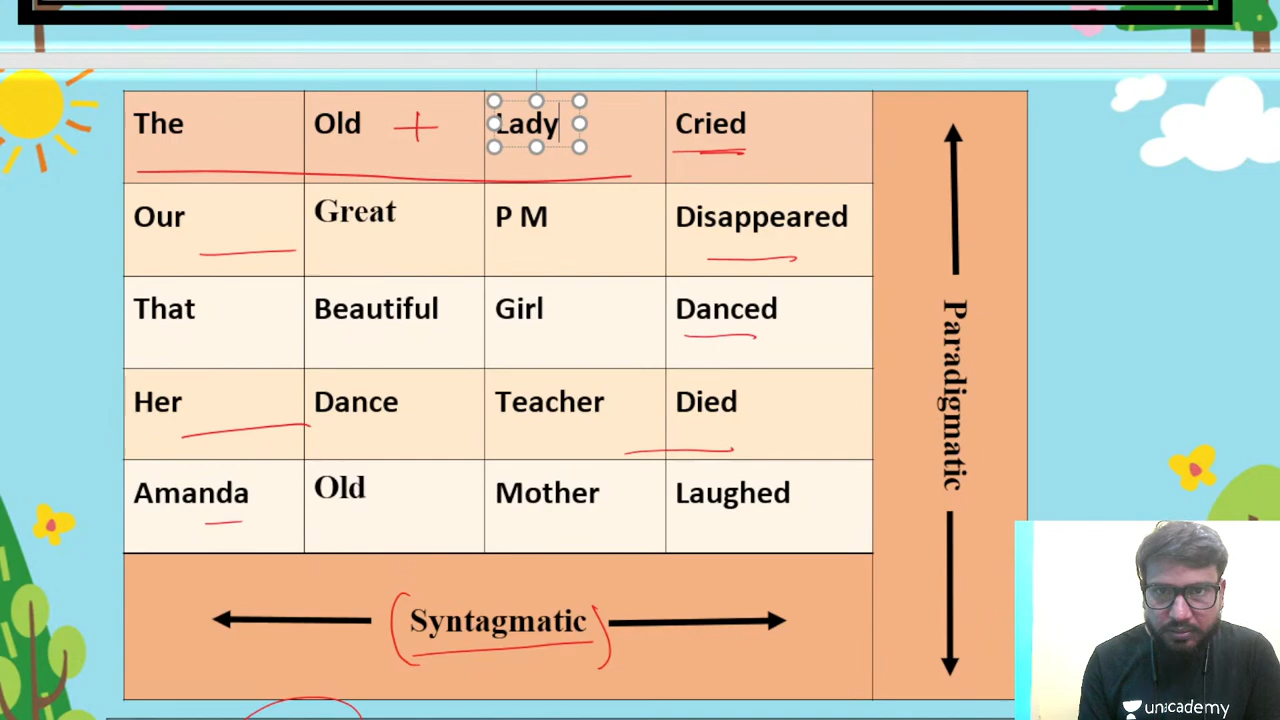 The Old + Lady Cried
Our Great P M Disappeared
That Beautiful Girl Danced
Her Dance Teacher Died
Amanda Old Mother Laughed
Paradigmatic
(Syntagmatic)
unacademy